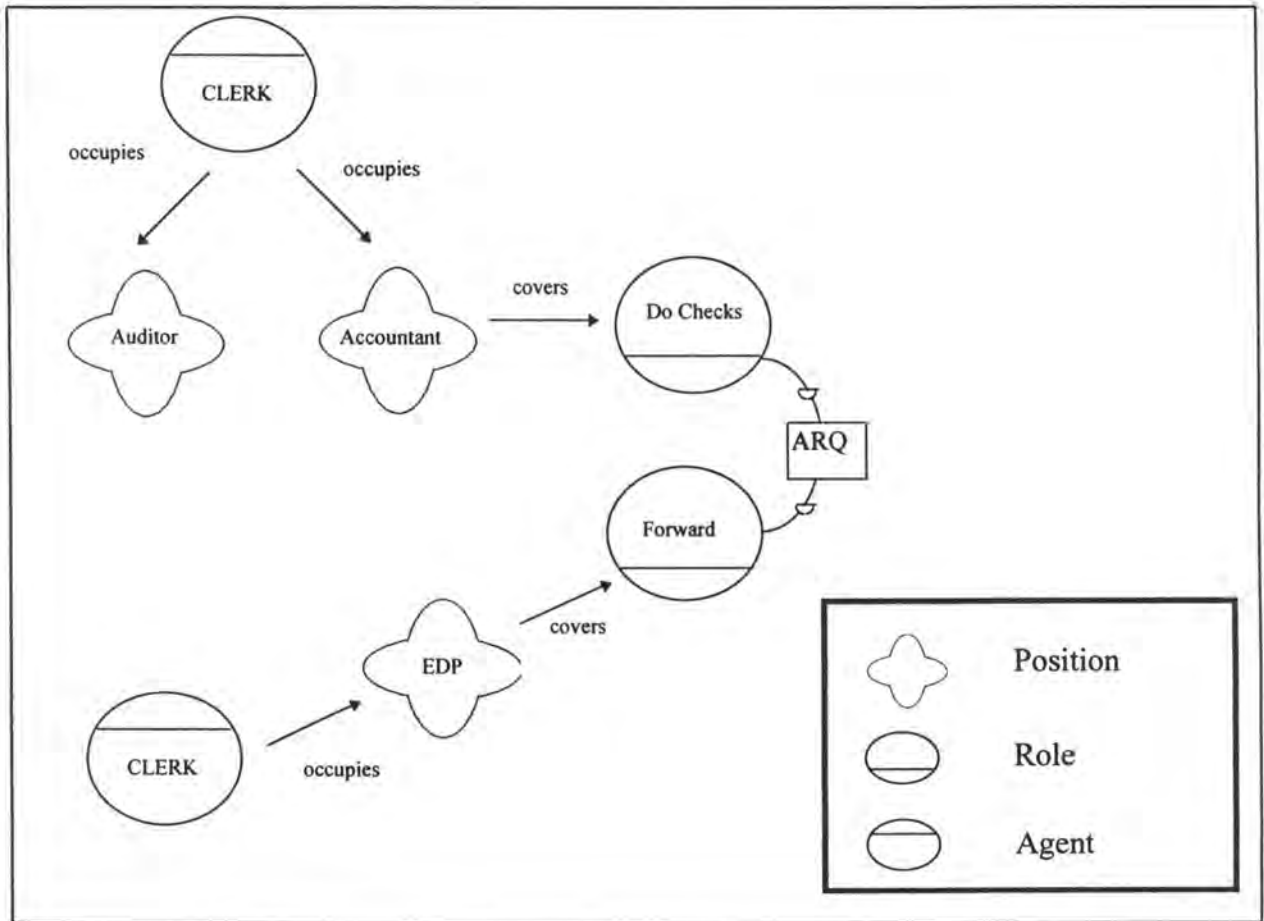 CLERK
occupies
occupies
Auditor
Accountant
covers
Do Checks
ARQ
Forward
covers
EDP
CLERK
occupies
Position
Role
Agent